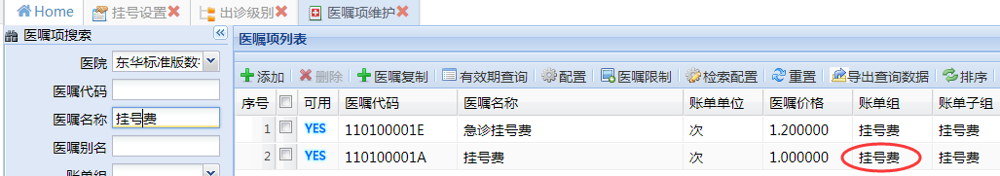 Home 挂号设置 出诊级别 医嘱项维护
医嘱项搜索
医院 东华标准版数
医嘱代码
医嘱名称 挂号费
医嘱别名
账单组
医嘱项列表
添加 删除 医嘱复制 有效期查询 配置 医嘱限制 检索配置 重置 导出查询数据 排序
序号 可用 医嘱代码 医嘱名称 账单单位 医嘱价格 账单组 账单子组
1 YES 110100001E 急诊挂号费 次 1.200000 挂号费 挂号费
2 YES 110100001A 挂号费 次 1.000000 挂号费 挂号费